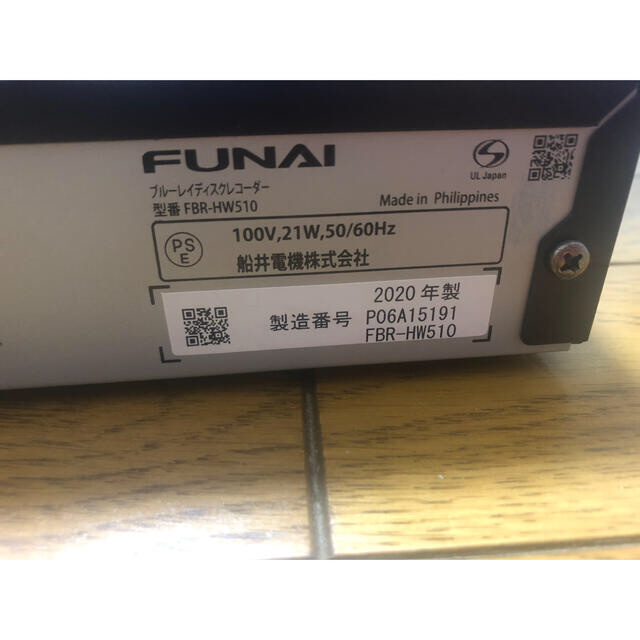 FUNAI
ブルーレイディスクレコーダー
型番 FBR-HW510
UL Japan
Made in Philippines
PS
E
100V,21W,50/60Hz
船井電機株式会社
2020 年製
製造番号 P06A15191
FBR-HW510